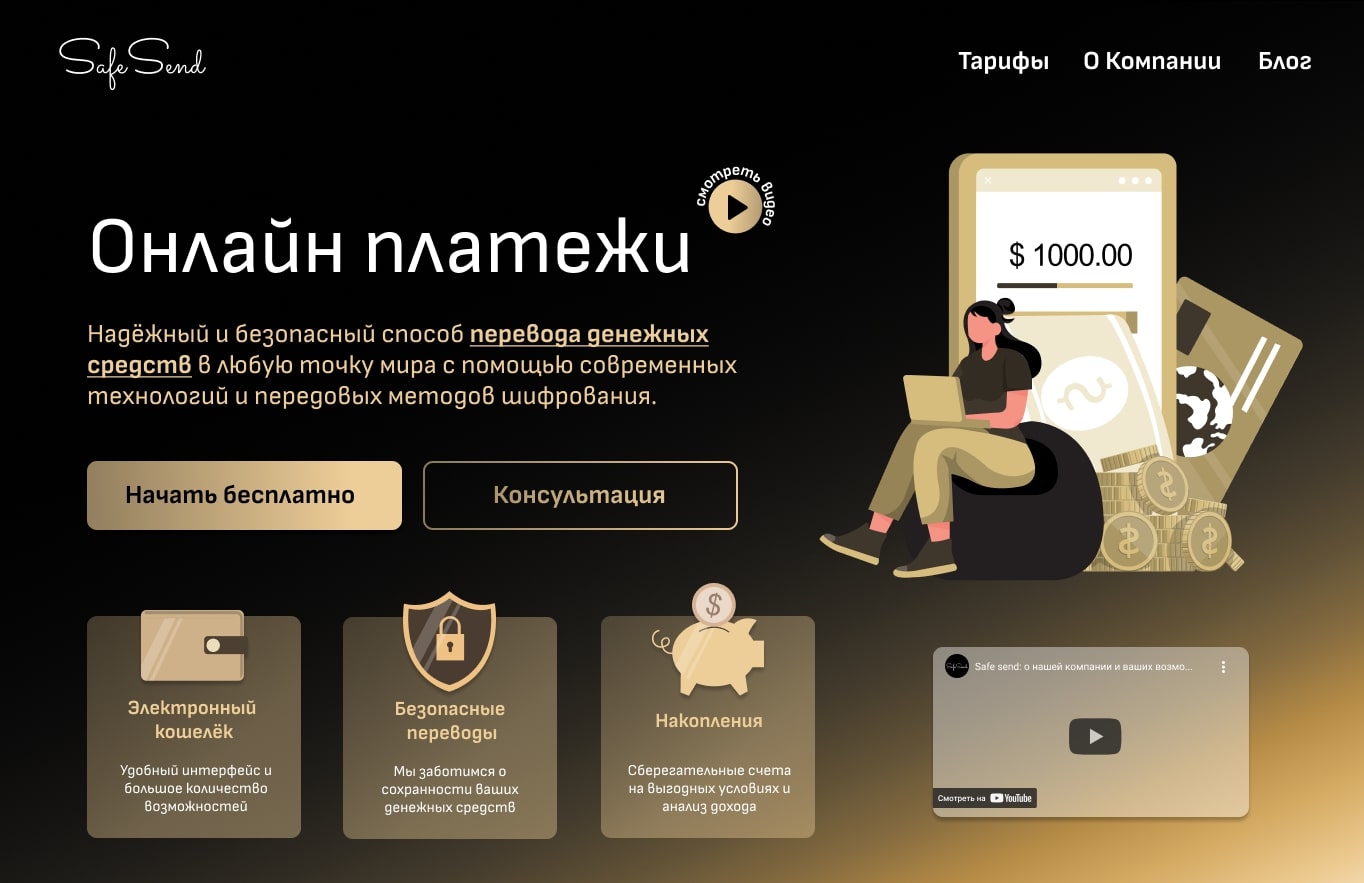 Safe Send
Тарифы
О Компании
Блог
смотреть видео
Онлайн платежи
$ 1000.00
Надёжный и безопасный способ перевода денежных
средств в любую точку мира с помощью современных
технологий и передовых методов шифрования.
Начать бесплатно
Консультация
$
Электронный
кошелёк
Удобный интерфейс и
большое количество
возможностей
Безопасные
переводы
Мы заботимся о
сохранности ваших
денежных средств
Накопления
Сберегательные счета
на выгодных условиях и
анализ дохода
Safe Send
Safe send: о нашей компании и ваших возмо...
Смотреть на YouTube